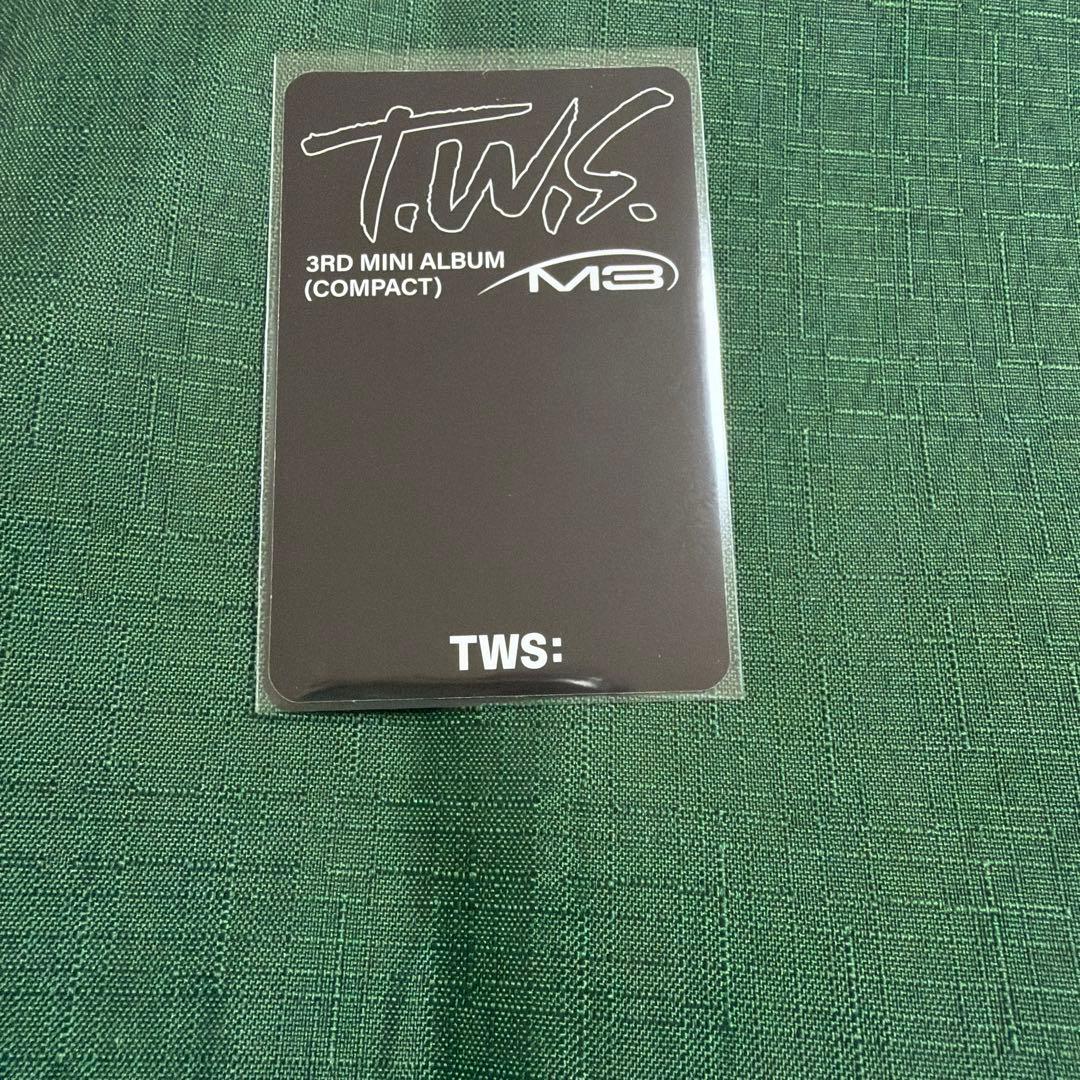 T.W.S.
3RD MINI ALBUM
(COMPACT)
M3
TWS: